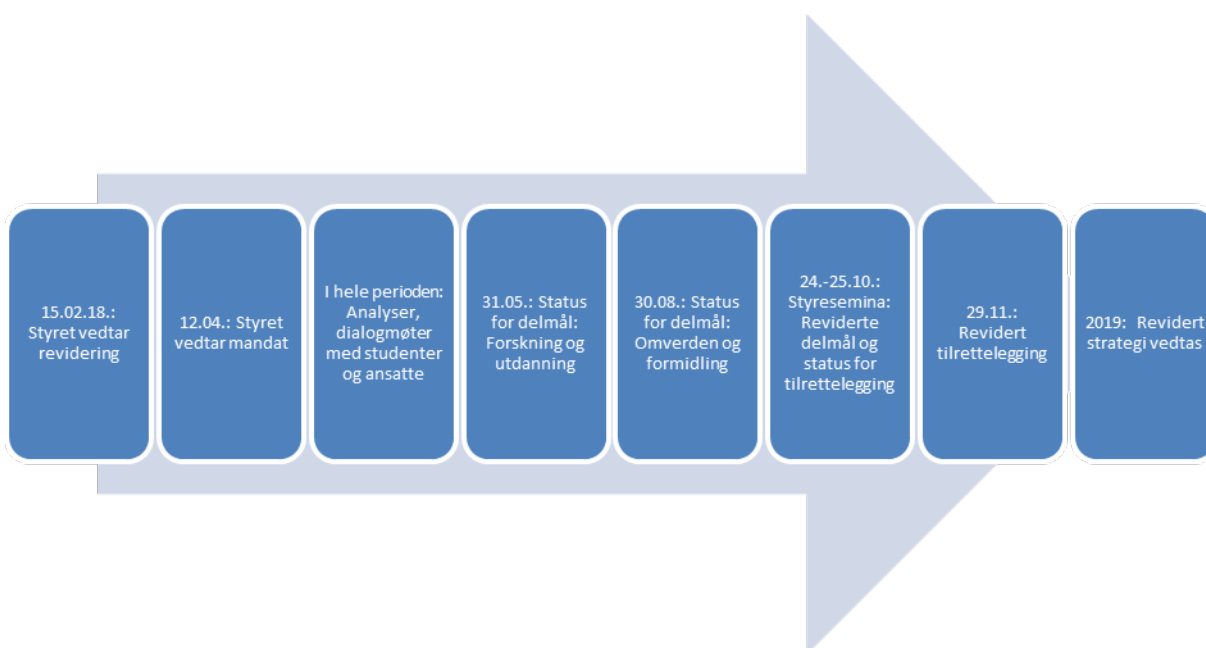 15.02.18.:
Styret vedtar
revidering
12.04.: Styret
vedtar mandat
I hele perioden:
Analyser,
dialogmøter
med studenter
og ansatte
31.05.: Status
for delmål:
Forskning og
utdanning
30.08.: Status
for delmål:
Omverden og
formidling
24.-25.10.:
Styresemina:
Reviderte
delmål og
status for
tilrettelegging
29.11.:
Revidert
tilrettelegging
2019: Revidert
strategi vedtas